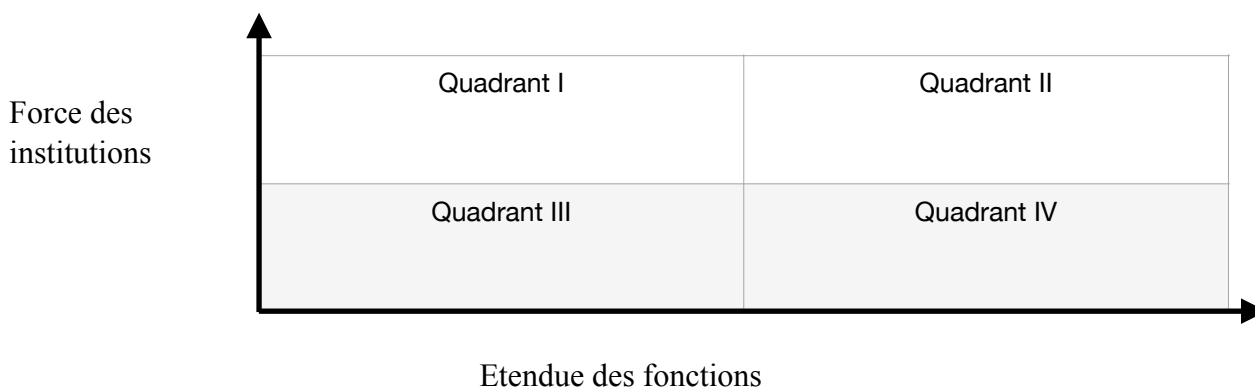 Quadrant I
Quadrant II
Force des
institutions
Quadrant III
Quadrant IV
Etendue des fonctions